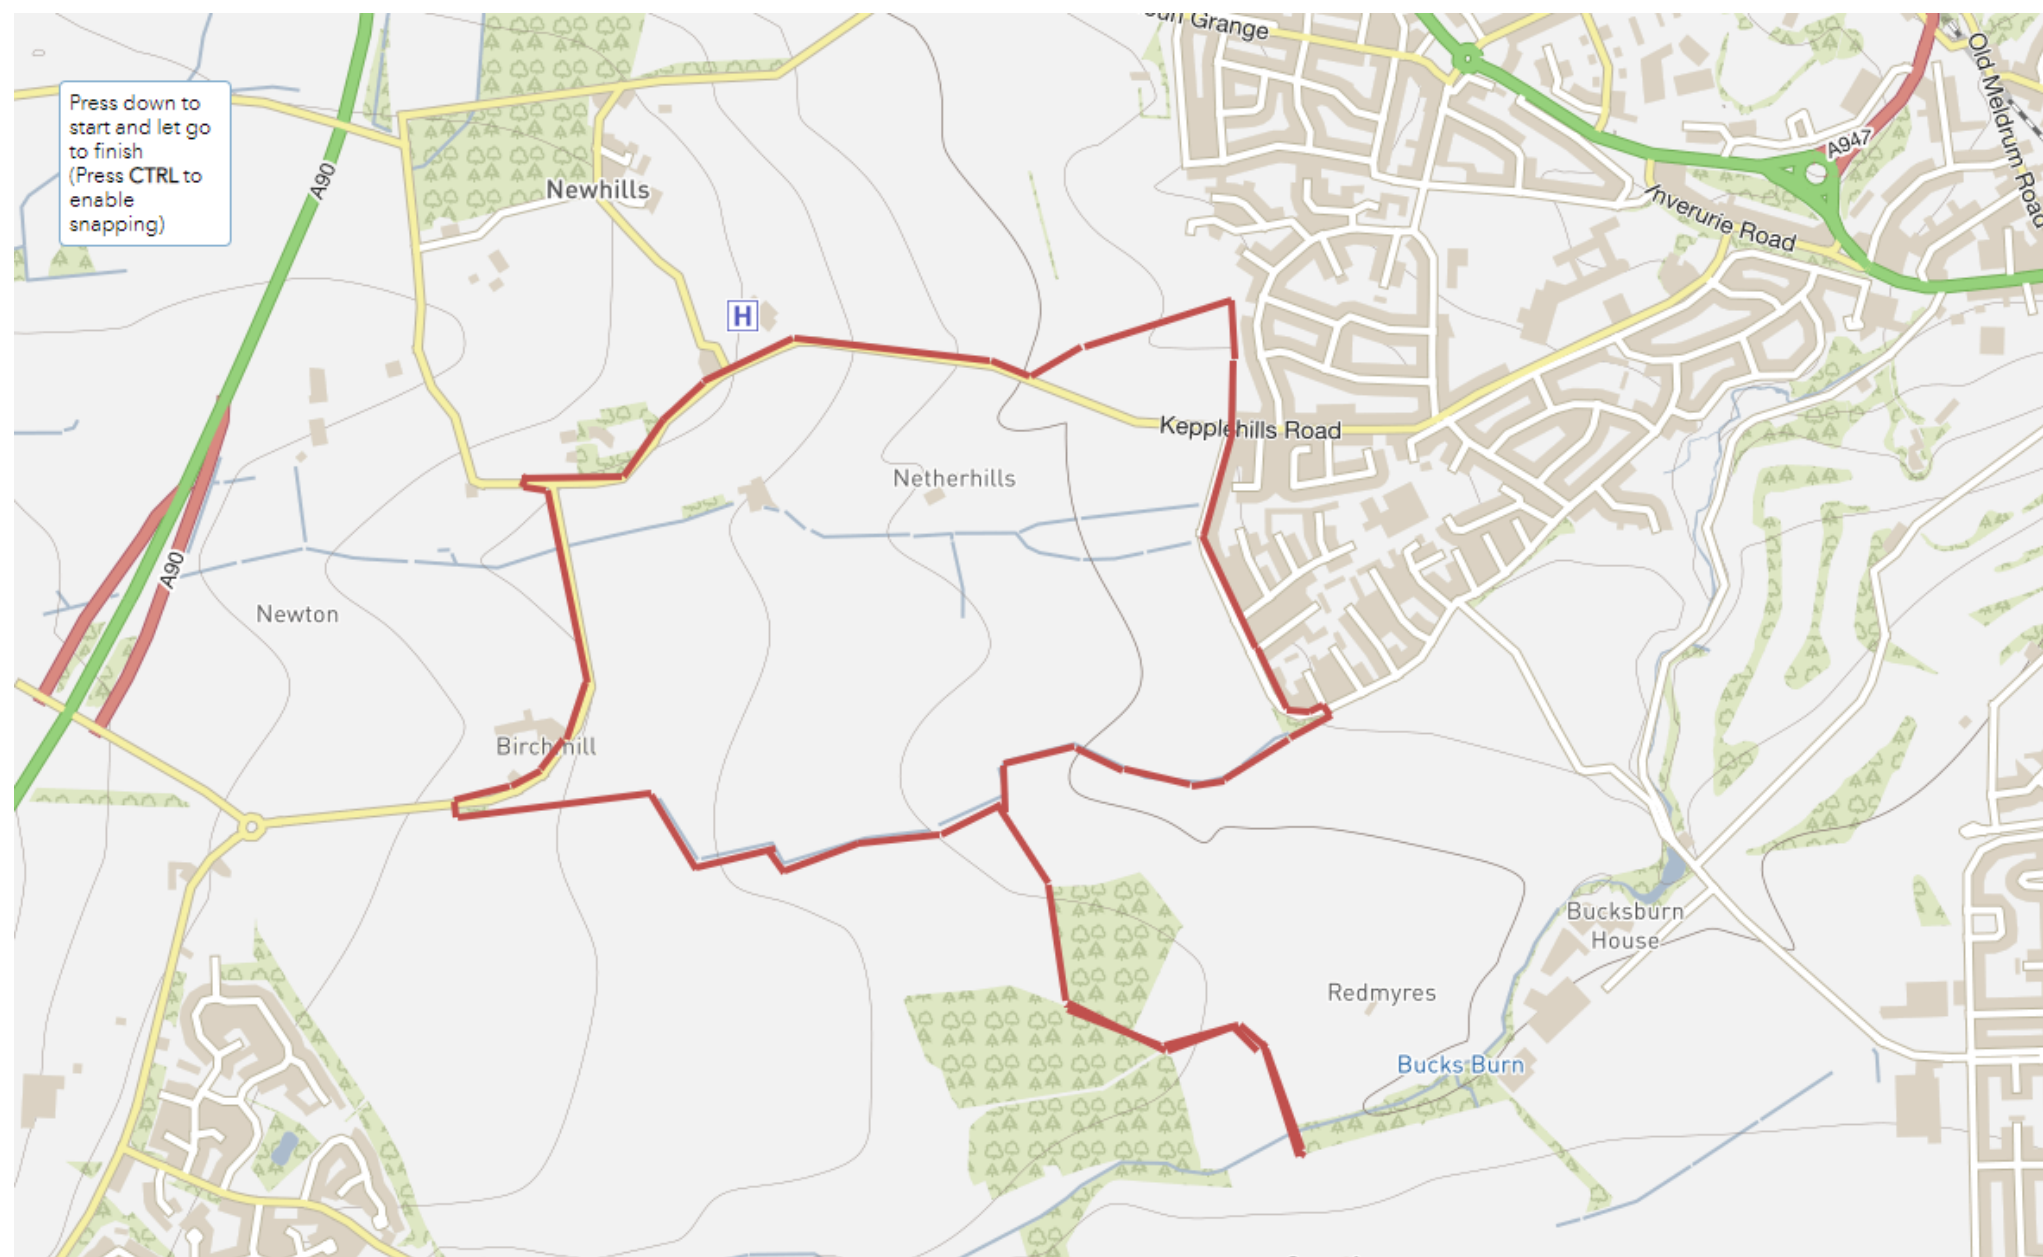 Press down to
start and let go
to finish
(Press CTRL to
enable
snapping)
Grange
A947
Old Meldrum Road
A90
Newhills
Inverurie Road
H
Kepplehills Road
Netherhills
A90
Newton
Birchhill
Bucksburn
House
Redmyres
Bucks Burn